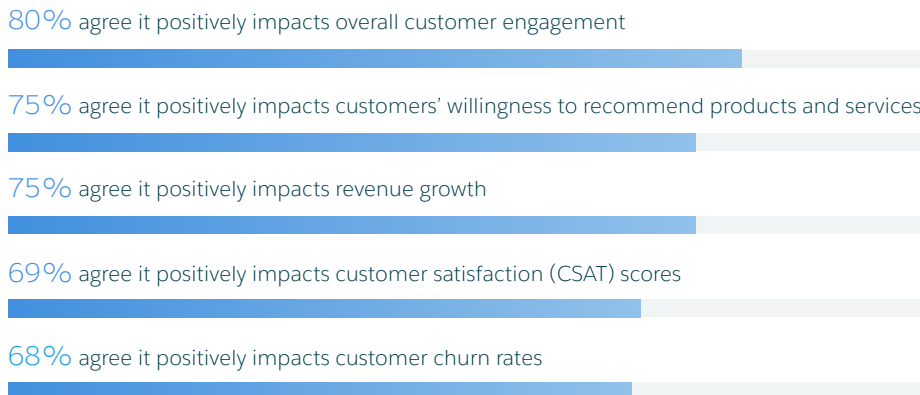 80% agree it positively impacts overall customer engagement
75% agree it positively impacts customers’ willingness to recommend products and services
75% agree it positively impacts revenue growth
69% agree it positively impacts customer satisfaction (CSAT) scores
68% agree it positively impacts customer churn rates